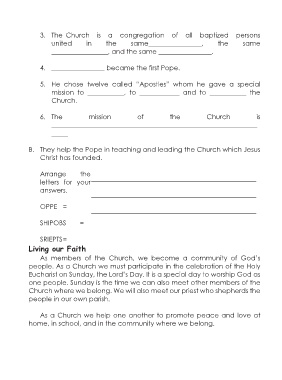 3. The Church is a congregation of all baptized persons
united in the same_______________, the same
________________, and the same _______________.
4. _______________ became the first Pope.
5. He chose twelve called "Apostles" whom he gave a special
mission to __________, to ___________ and to __________ the
Church.
6. The mission of the Church is
_____________________________________________________
_____
B. They help the Pope in teaching and leading the Church which Jesus
Christ has founded.
Arrange the
letters for your
answers.
OPPE =
SHIPOBS =
SRIEPTS=
Living our Faith
As members of the Church, we become a community of God's
people. As a Church we must participate in the celebration of the Holy
Eucharist on Sunday, the Lord's Day. It is a special day to worship God as
one people. Sunday is the time we can also meet other members of the
Church where we belong. We will also meet our priest who shepherds the
people in our own parish.
As a Church we help one another to promote peace and love at
home, in school, and in the community where we belong.